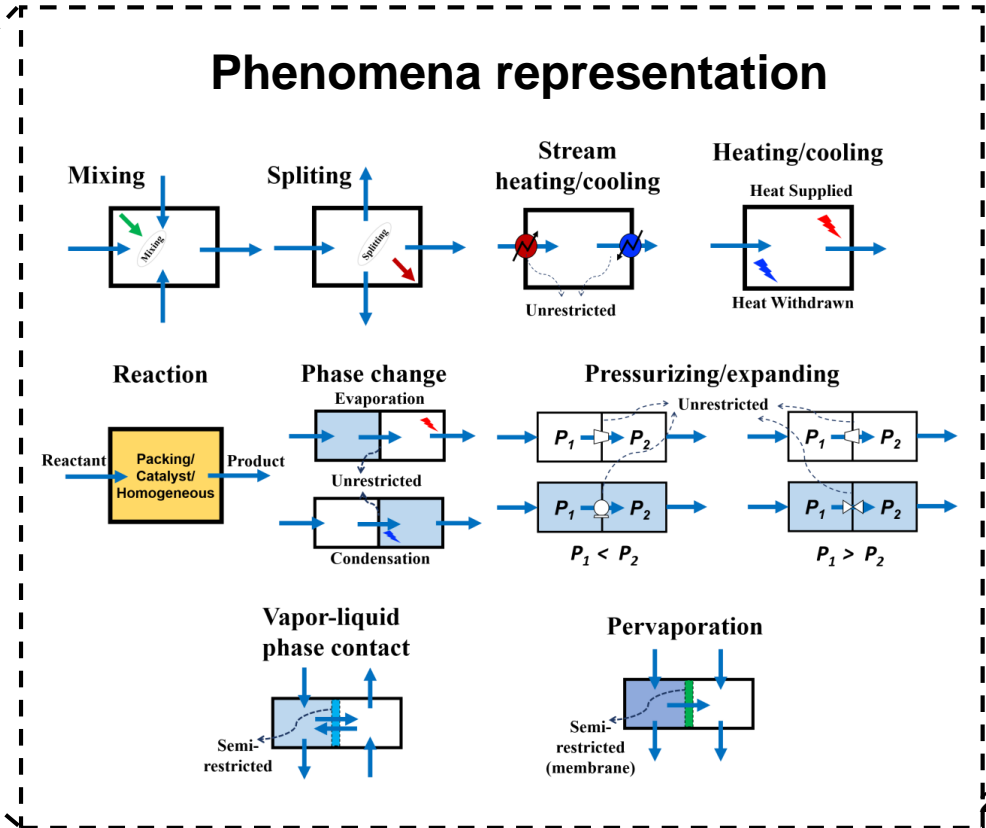 Phenomena representation
Mixing
Mixing
Spliting
Splitting
Stream
heating/cooling
Unrestricted
Heating/cooling
Heat Supplied
Heat Withdrawn
Reaction
Reactant
Packing/
Catalyst/
Homogeneous
Product
Phase change
Evaporation
Unrestricted
Condensation
Pressurizing/expanding
Unrestricted
P1 P2
P1 P2
P1 < P2
P1 P2
P1 P2
P1 > P2
Vapor-liquid
phase contact
Semi-
restricted
Pervaporation
Semi-
restricted
(membrane)